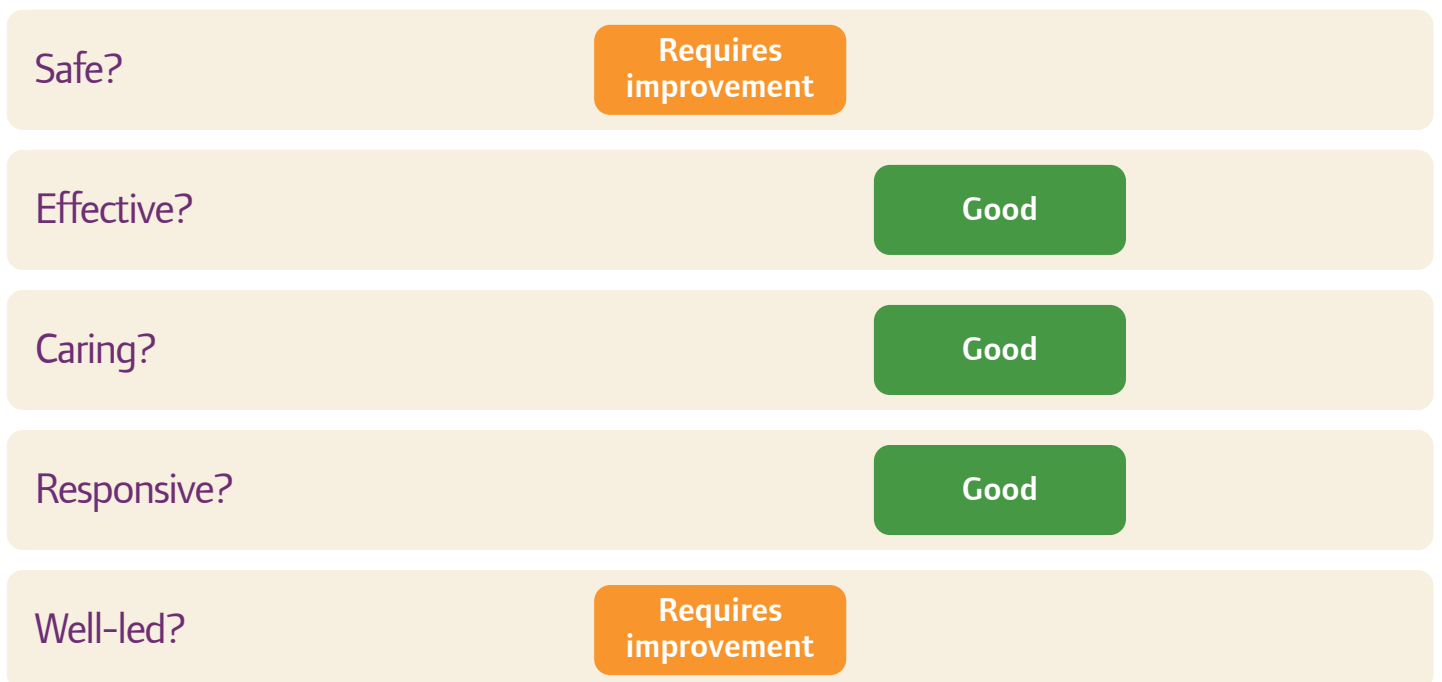 Safe?
Requires
improvement
Effective?
Good
Caring?
Good
Responsive?
Good
Well-led?
Requires
improvement